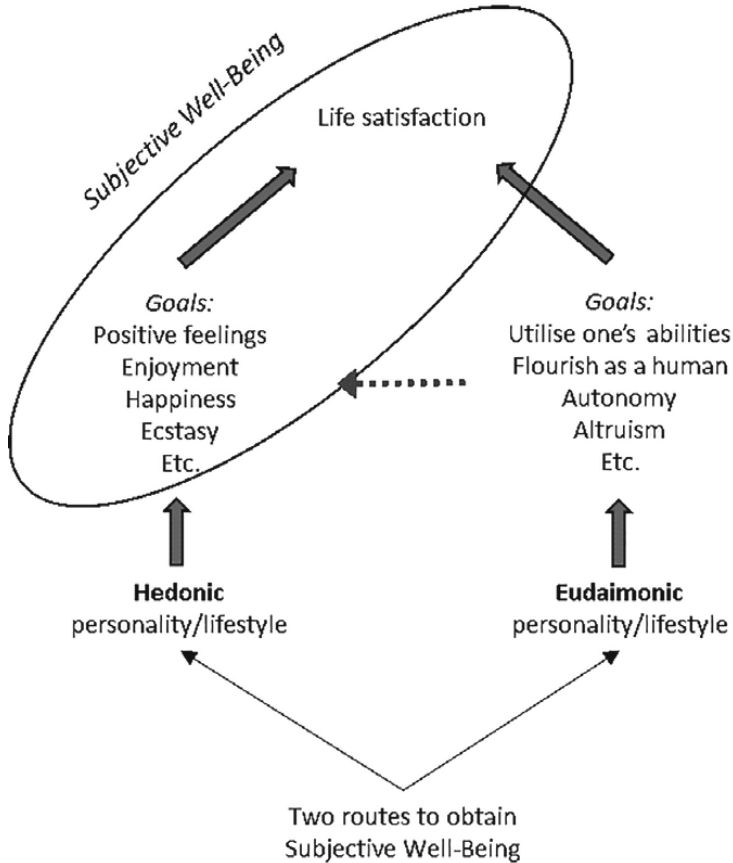 Subjective Well-Being
Life satisfaction
Goals:
Positive feelings
Enjoyment
Happiness
Ecstasy
Etc.
Goals:
Utilise one's abilities
Flourish as a human
Autonomy
Altruism
Etc.
Hedonic
personality/lifestyle
Eudaimonic
personality/lifestyle
Two routes to obtain
Subjective Well-Being